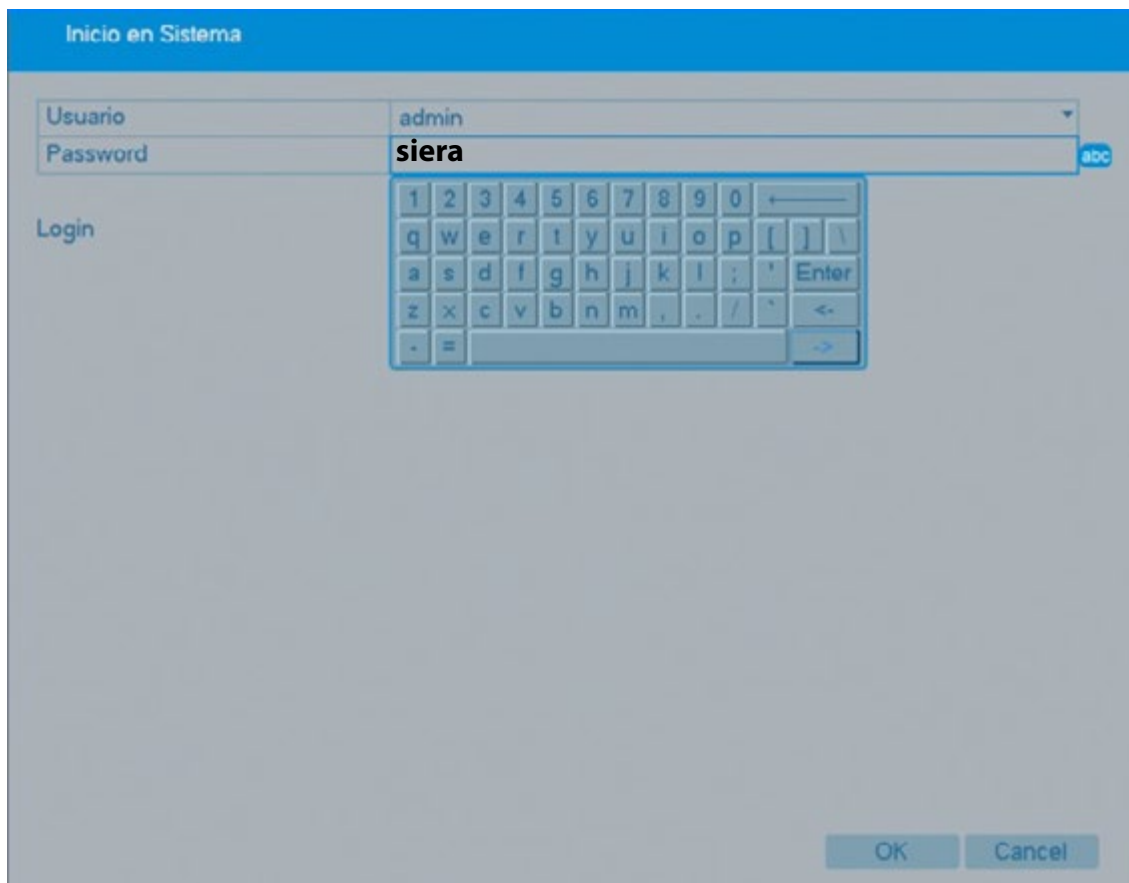 Inicio en Sistema
Usuario admin
Password siera abc
Login
1 2 3 4 5 6 7 8 9 0 ←
q w e r t y u i o p [ ] \
a s d f g h j k l ; ' Enter
z x c v b n m , . / ` <-
- = ->
OK Cancel